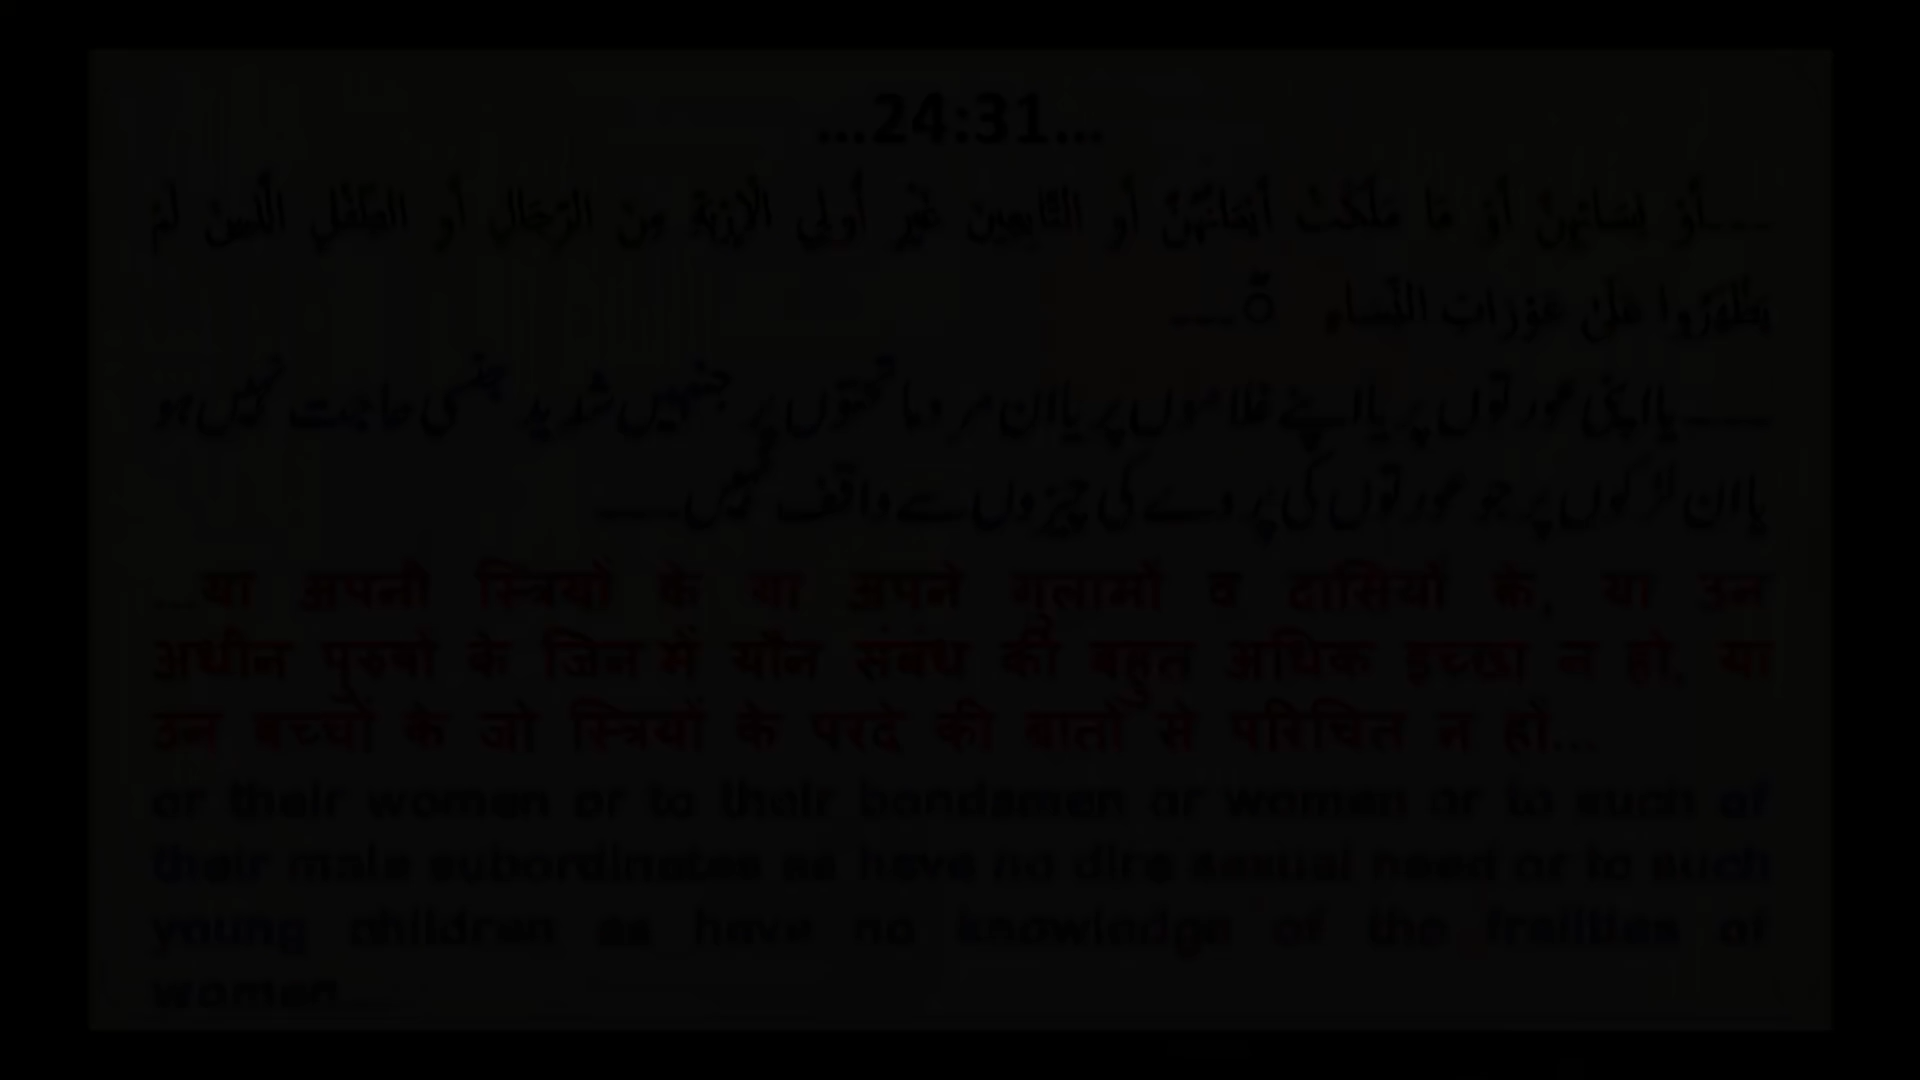 ...24:31...
---أَوْ نِسَائِهِنَّ أَوْ مَا مَلَكَتْ أَيْمَانُهُنَّ أَوِ التَّابِعِينَ غَيْرِ أُولِي الْإِرْبَةِ مِنَ الرِّجَالِ أَوِ الطِّفْلِ الَّذِينَ لَمْ
يَظْهَرُوا عَلَىٰ عَوْرَاتِ النِّسَاءِ ۖ ---
---یا اپنی عورتوں پر یا اپنے غلاموں پر یا ان مرد ماتحتوں پر جنھیں شدید جنسی حاجت نہیں ہو
یا ان لڑکوں پر جو عورتوں کی پردے کی چیزوں سے واقف نہیں---
...या अपनी स्त्रियों के या अपने गुलामों व दासियों के, या उन
अधीन पुरुषों के जिन में यौन संबंध की बहुत अधिक इच्छा न हो, या
उन बच्चों के जो स्त्रियों के परदे की बातों से परिचित न हों...
or their women or to their bondsmen or women or to such of
their male subordinates as have no dire sexual need or to such
young children as have no knowledge of the frailties of
women...